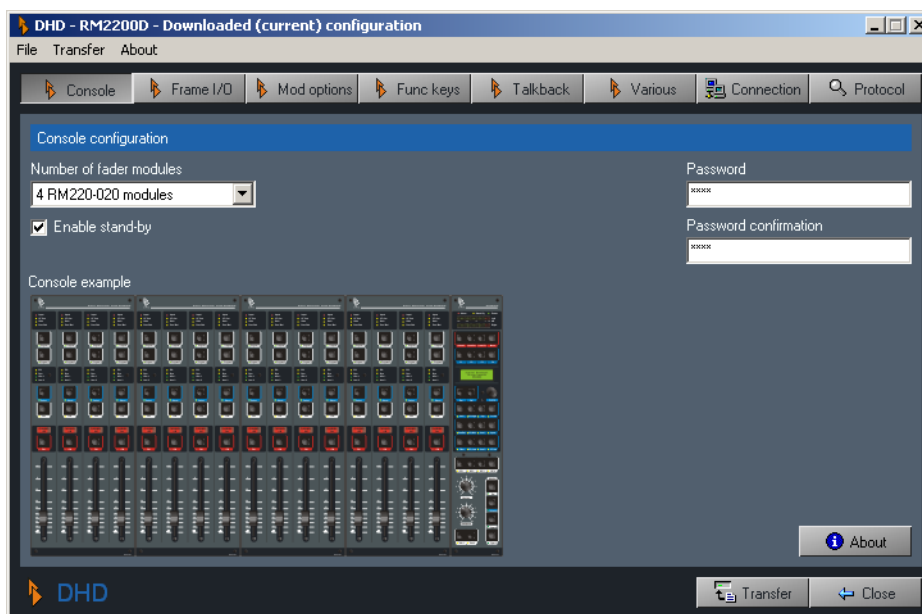 DHD - RM2200D - Downloaded (current) configuration
File Transfer About
Console Frame I/O Mod options Func keys Talkback Various Connection Protocol
Console configuration
Number of fader modules
Password
4 RM220-020 modules
xxxx
Enable stand-by
Password confirmation
xxxx
Console example
About
DHD
Transfer
Close